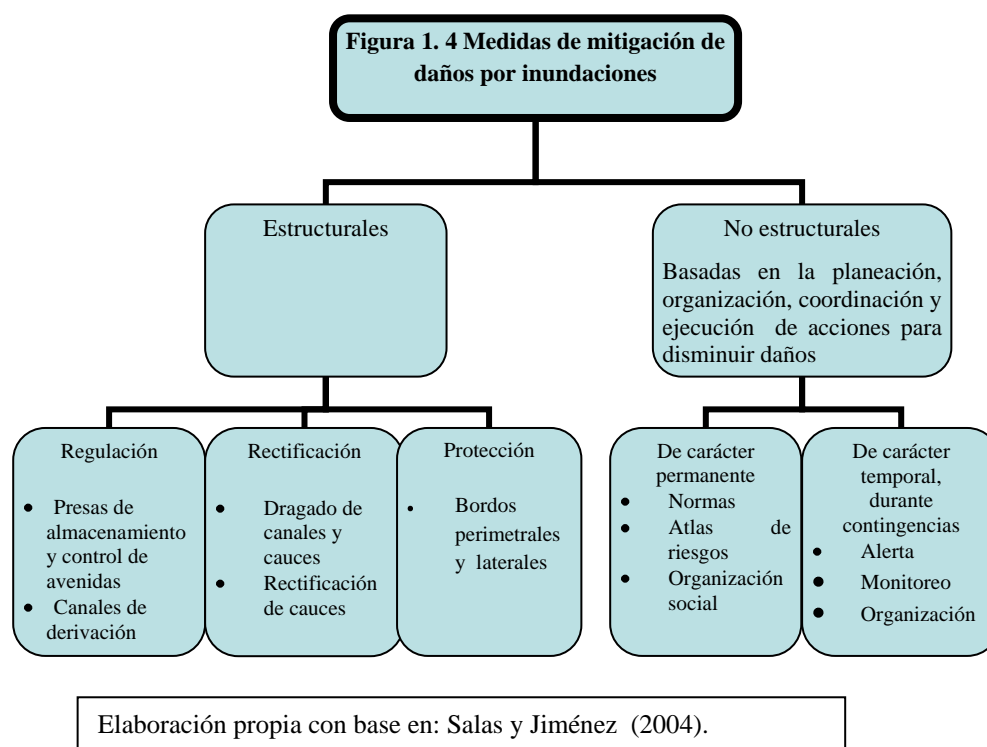 Figura 1. 4 Medidas de mitigación de
daños por inundaciones
Estructurales
No estructurales
Basadas en la planeación,
organización, coordinación y
ejecución de acciones para
disminuir daños
Regulación
• Presas de
almacenamiento
y control de
avenidas
• Canales de
derivación
Rectificación
• Dragado de
canales y
cauces
• Rectificación
de cauces
Protección
• Bordos
perimetrales
y laterales
De carácter
permanente
• Normas
• Atlas de
riesgos
• Organización
social
De carácter
temporal,
durante
contingencias
• Alerta
• Monitoreo
• Organización
Elaboración propia con base en: Salas y Jiménez (2004).